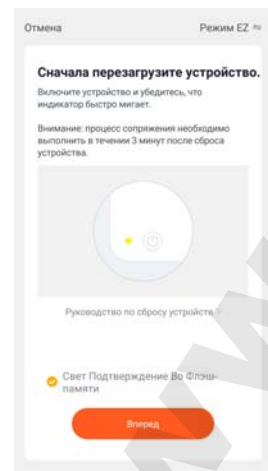 Отмена
Режим EZ
Сначала перезагрузите устройство.
Включите устройство и убедитесь, что
индикатор быстро мигает.
Внимание: процесс сопряжения необходимо
выполнить в течении 3 минут после сброса
устройства.
Руководство по сбросу устройств
Свет Подтверждение Во Флэш-
памяти
Вперед